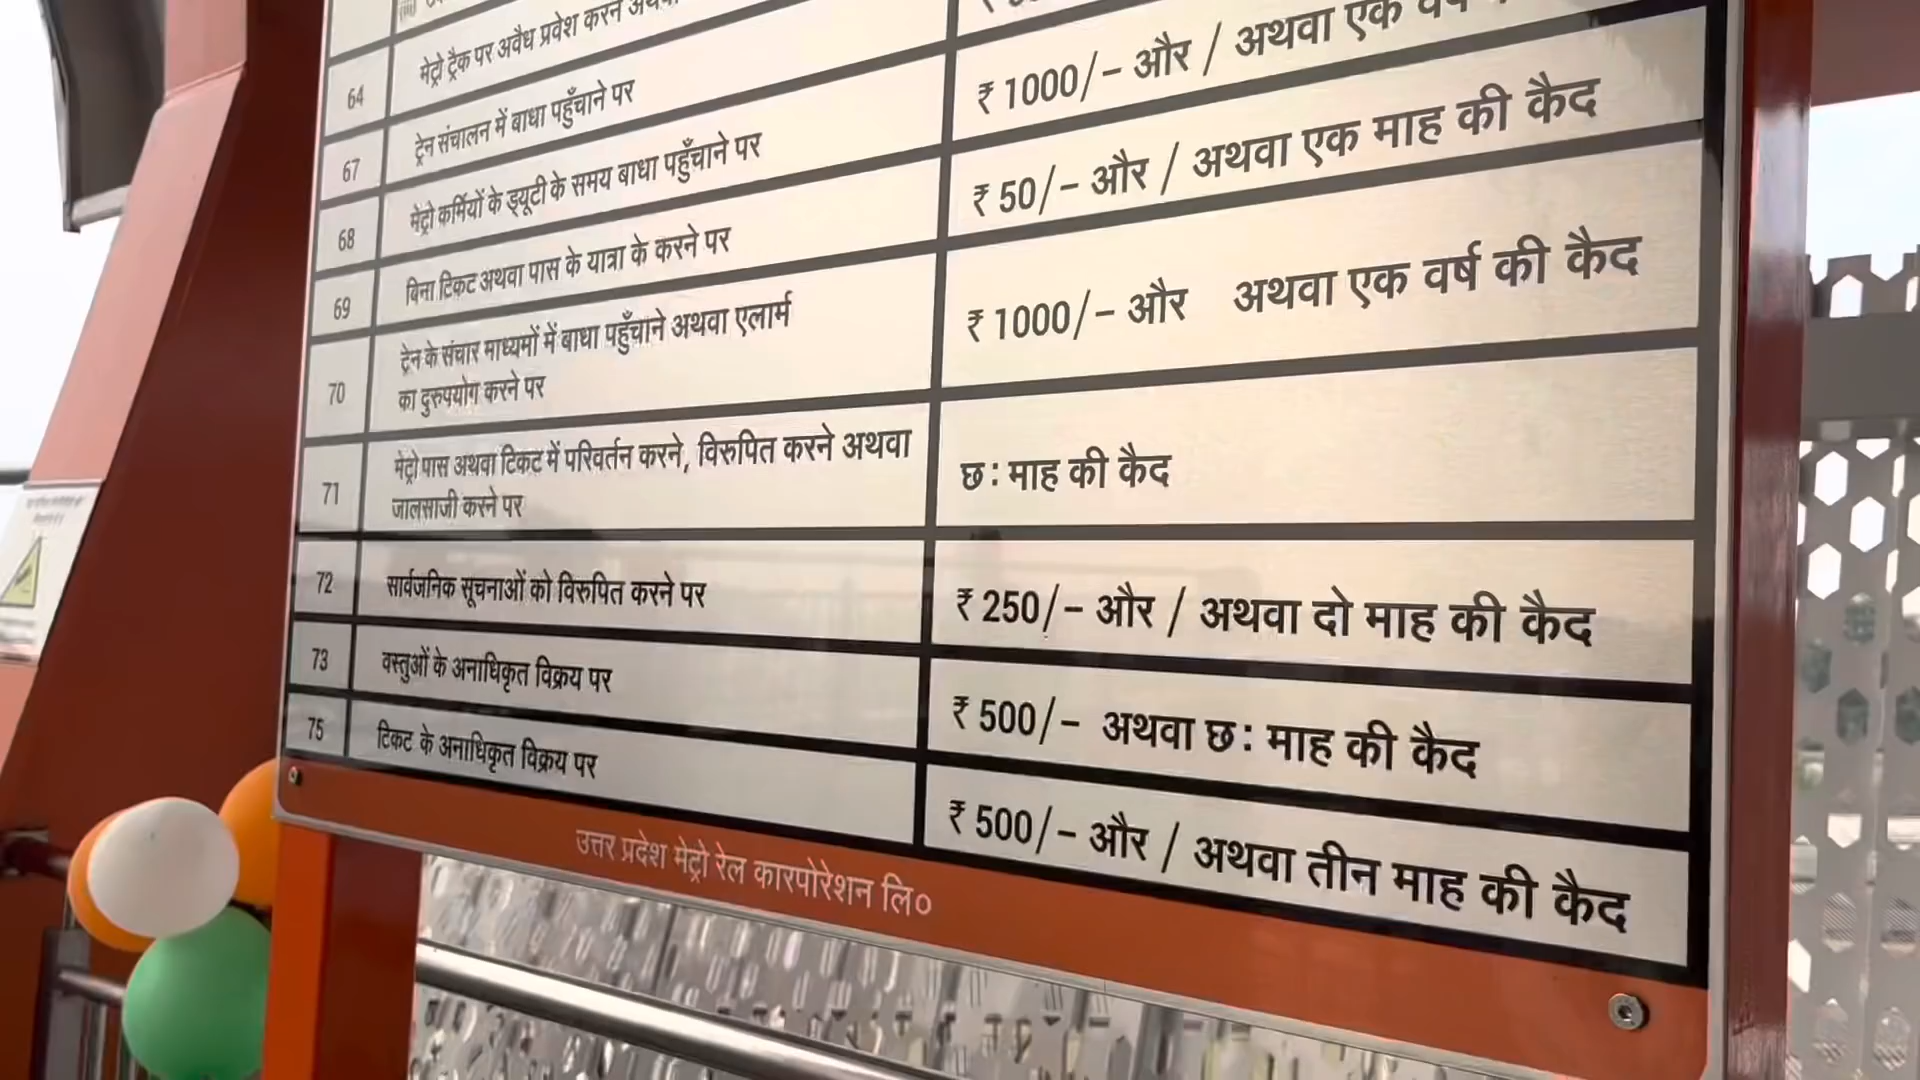 64 मेट्रो ट्रैक पर अवैध प्रवेश करने
67 ट्रेन संचालन में बाधा पहुँचाने पर ₹ 1000/- और / अथवा एक वर्ष
68 मेट्रो कर्मियों के ड्यूटी के समय बाधा पहुँचाने पर
69 बिना टिकट अथवा पास के यात्रा के करने पर ₹ 50/- और / अथवा एक माह की कैद
70 ट्रेन के संचार माध्यमों में बाधा पहुँचाने अथवा एलार्म
का दुरुपयोग करने पर ₹ 1000/- और अथवा एक वर्ष की कैद
71 मेट्रो पास अथवा टिकट में परिवर्तन करने, विरुपित करने अथवा
जालसाजी करने पर छ: माह की कैद
72 सार्वजनिक सूचनाओं को विरुपित करने पर ₹ 250/- और / अथवा दो माह की कैद
73 वस्तुओं के अनाधिकृत विक्रय पर ₹ 500/- अथवा छ: माह की कैद
75 टिकट के अनाधिकृत विक्रय पर ₹ 500/- और / अथवा तीन माह की कैद
उत्तर प्रदेश मेट्रो रेल कारपोरेशन लि०